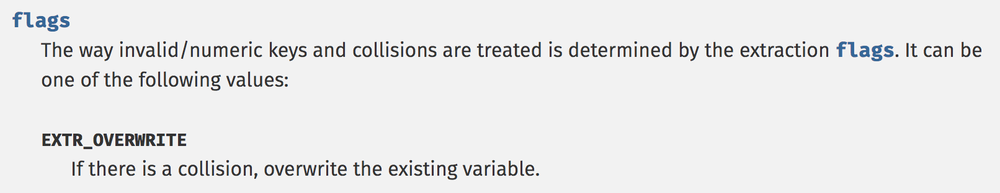 flags
The way invalid/numeric keys and collisions are treated is determined by the extraction flags. It can be
one of the following values:
EXTR_OVERWRITE
If there is a collision, overwrite the existing variable.